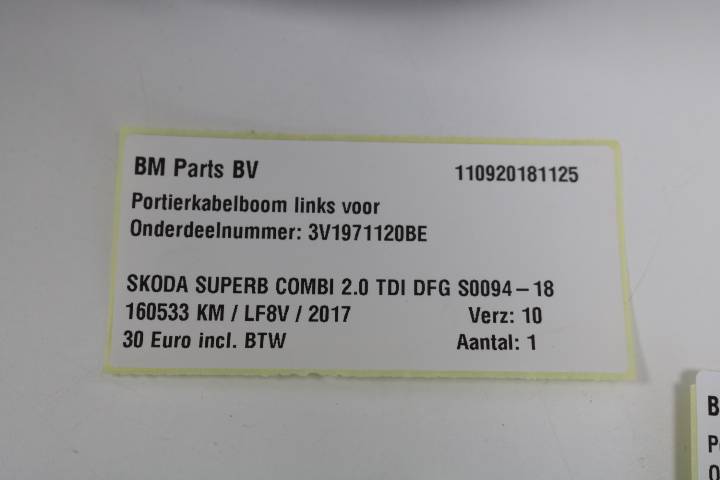 BM Parts BV 110920181125
Portierkabelboom links voor
Onderdeelnummer: 3V1971120BE
SKODA SUPERB COMBI 2.0 TDI DFG S0094-18
160533 KM / LF8V / 2017 Verz: 10
30 Euro incl. BTW Aantal: 1